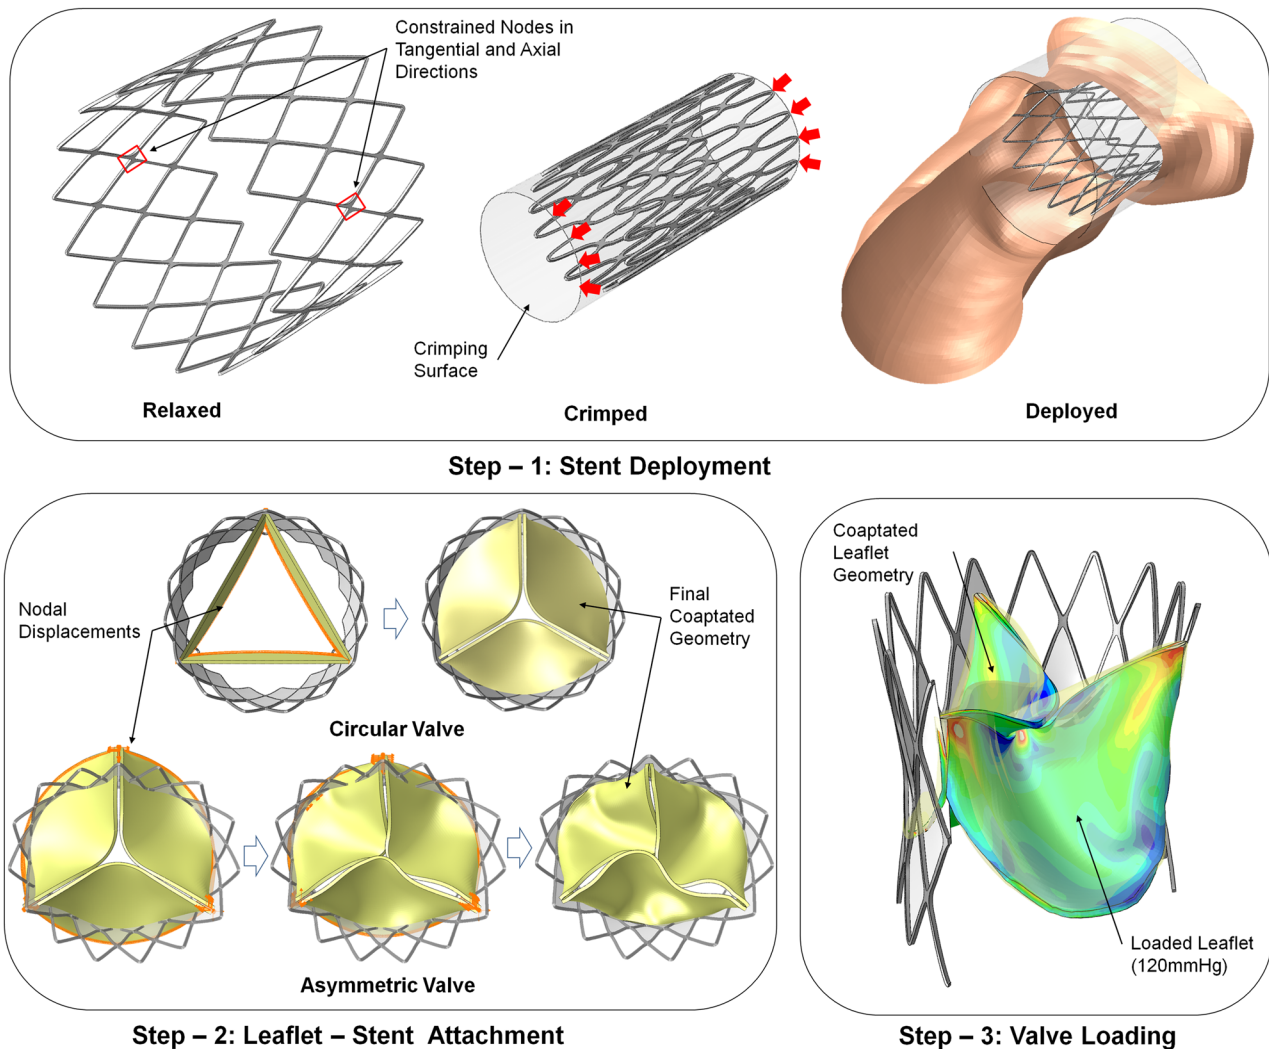 Constrained Nodes in
Tangential and Axial
Directions
Crimping
Surface
Relaxed
Crimped
Deployed
Step – 1: Stent Deployment
Nodal
Displacements
Final
Coaptated
Geometry
Circular Valve
Asymmetric Valve
Step – 2: Leaflet – Stent Attachment
Coaptated
Leaflet
Geometry
Loaded Leaflet
(120mmHg)
Step – 3: Valve Loading